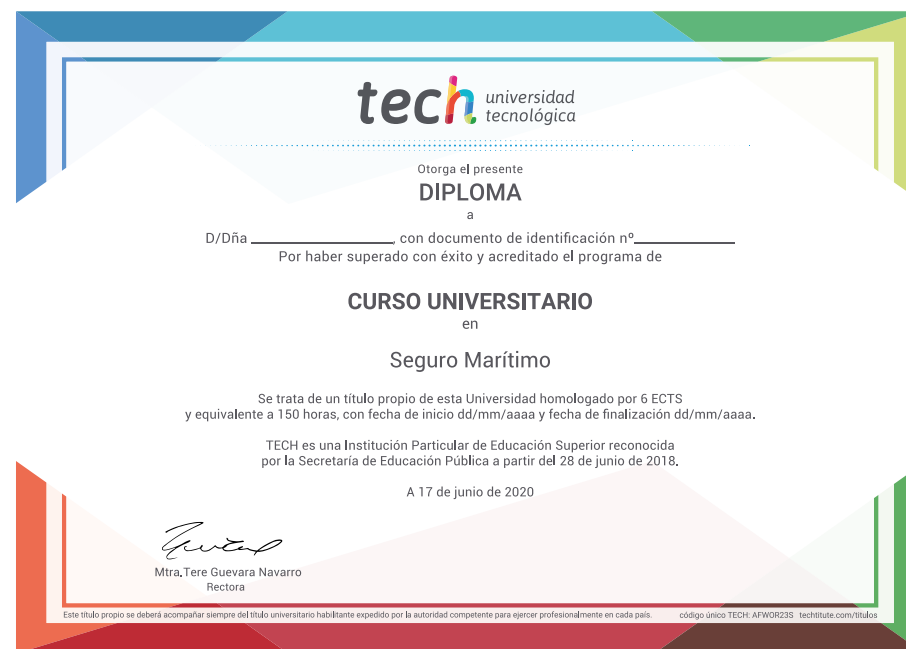 tech universidad
tecnológica
Otorga el presente
DIPLOMA
a
D/Dña ____________________, con documento de identificación nº______________
Por haber superado con éxito y acreditado el programa de
CURSO UNIVERSITARIO
en
Seguro Marítimo
Se trata de un título propio de esta Universidad homologado por 6 ECTS
y equivalente a 150 horas, con fecha de inicio dd/mm/aaaa y fecha de finalización dd/mm/aaaa.
TECH es una Institución Particular de Educación Superior reconocida
por la Secretaría de Educación Pública a partir del 28 de junio de 2018.
A 17 de junio de 2020
Mtra.Tere Guevara Navarro
Rectora
Este título propio se deberá acompañar siempre del título universitario habilitante expedido por la autoridad competente para ejercer profesionalmente en cada país. código único TECH: AFWOR23S techtitute.com/titulos